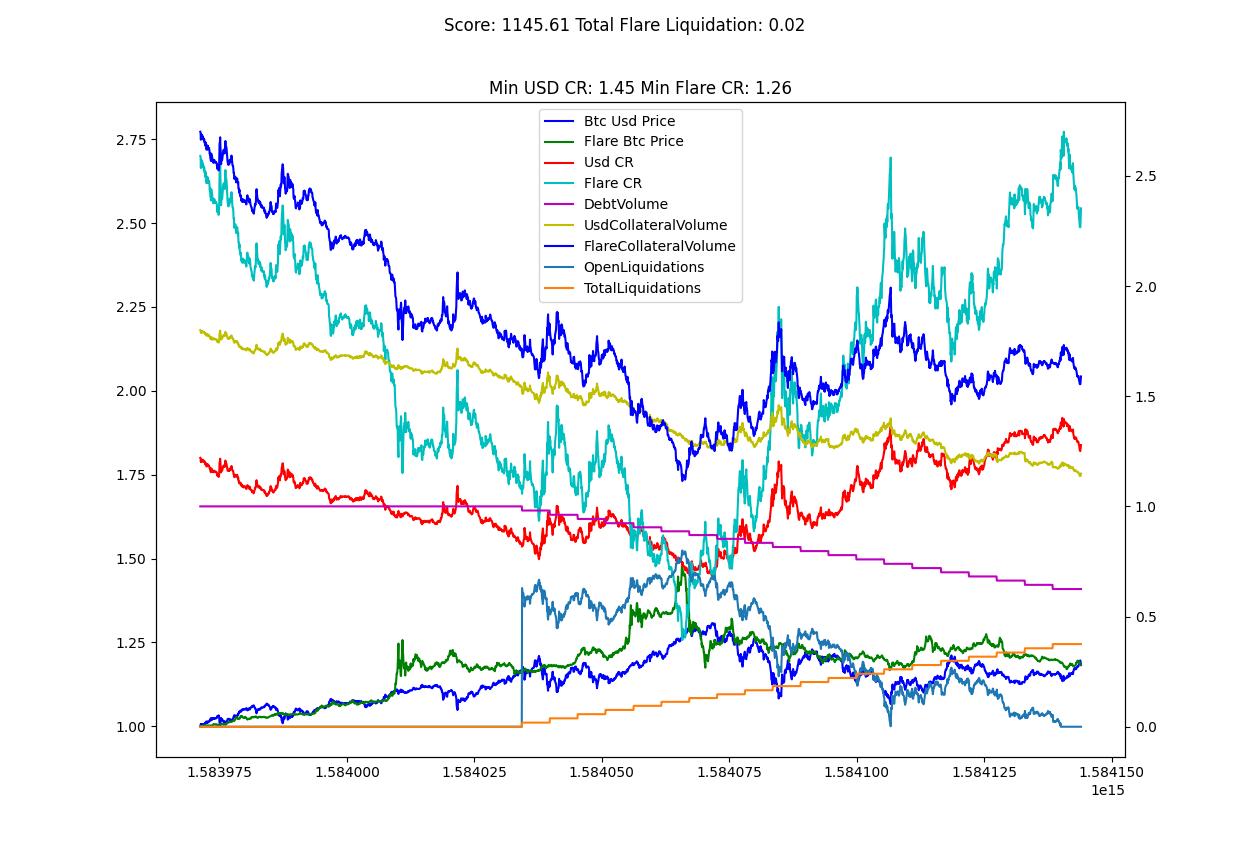 Score: 1145.61 Total Flare Liquidation: 0.02
Min USD CR: 1.45 Min Flare CR: 1.26
Btc Usd Price
Flare Btc Price
Usd CR
Flare CR
DebtVolume
UsdCollateralVolume
FlareCollateralVolume
OpenLiquidations
TotalLiquidations
2.75
2.50
2.25
2.00
1.75
1.50
1.25
1.00
2.5
2.0
1.5
1.0
0.5
0.0
1.583975 1.584000 1.584025 1.584050 1.584075 1.584100 1.584125 1.584150
1e15